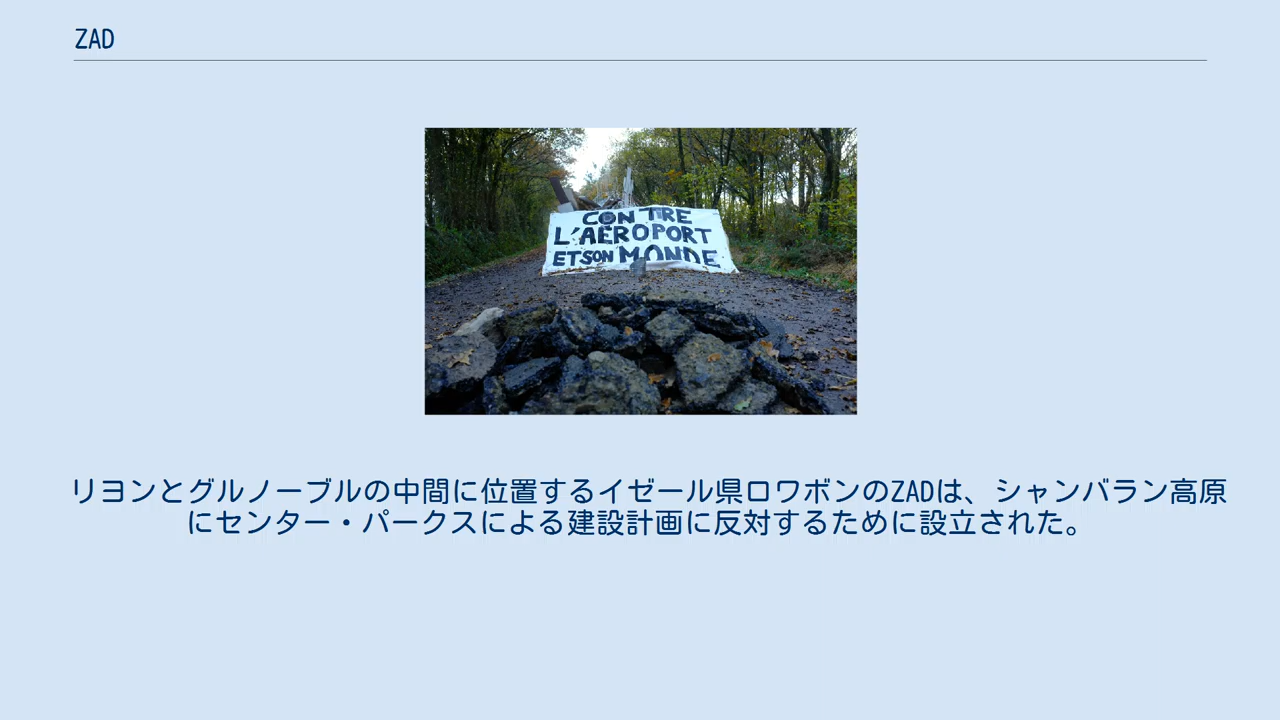 ZAD
CONTRE
L'AÉROPORT
ET SON MONDE
リヨンとグルノーブルの中間に位置するイゼール県ロワボンのZADは、シャンバラン高原
にセンター・パークスによる建設計画に反対するために設立された。